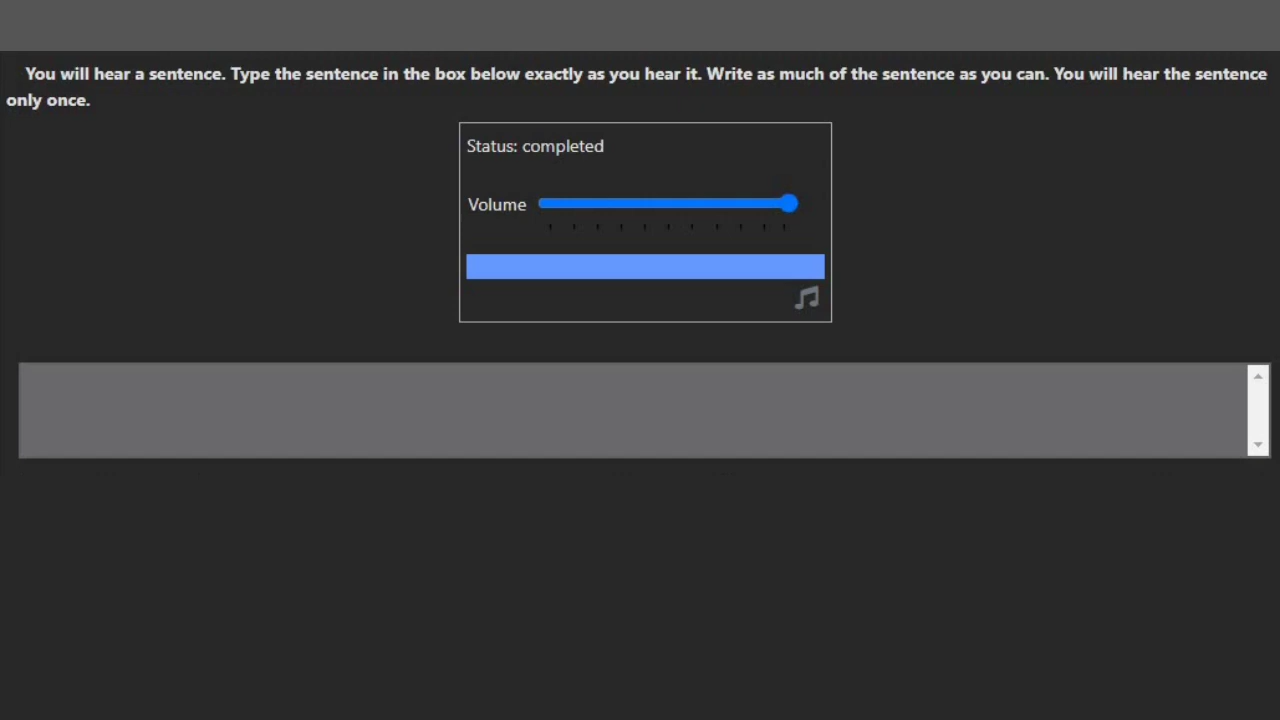 You will hear a sentence. Type the sentence in the box below exactly as you hear it. Write as much of the sentence as you can. You will hear the sentence
only once.
Status: completed
Volume